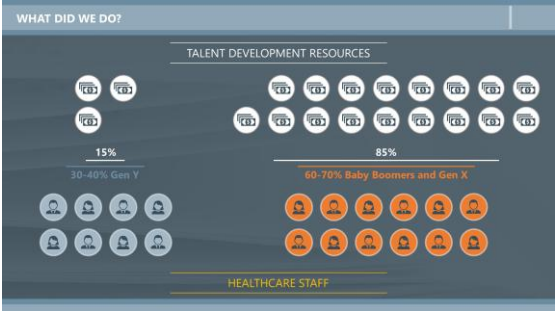 WHAT DID WE DO?
TALENT DEVELOPMENT RESOURCES
15%
85%
30-40% Gen Y
60-70% Baby Boomers and Gen X
HEALTHCARE STAFF